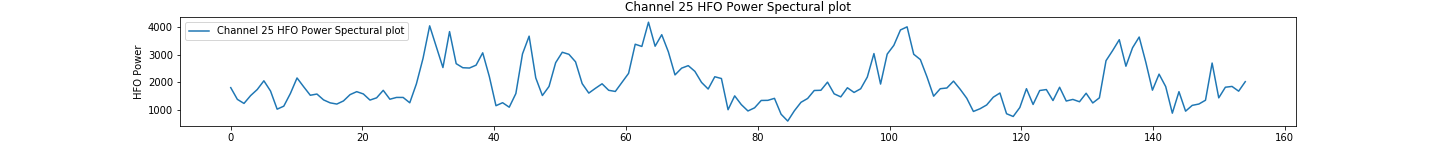 Channel 25 HFO Power Spectural plot
Channel 25 HFO Power Spectural plot
HFO Power
4000
3000
2000
1000
0 20 40 60 80 100 120 140 160